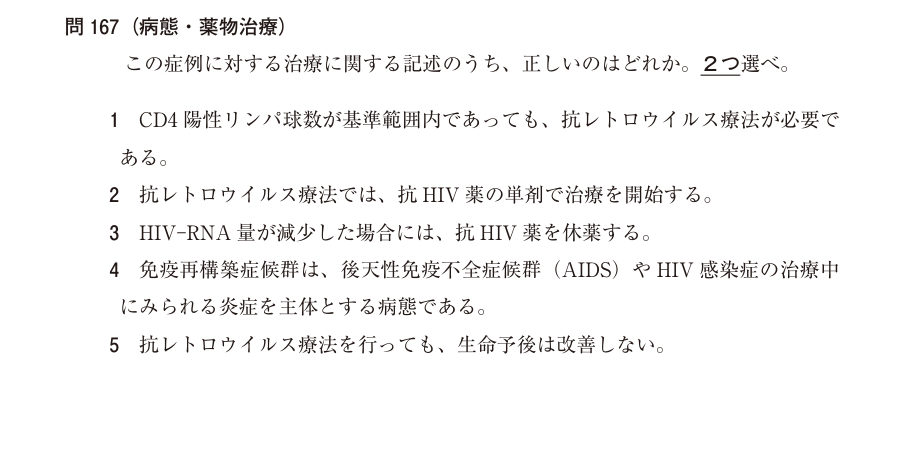 問 167（病態・薬物治療）
この症例に対する治療に関する記述のうち、正しいのはどれか。２つ選べ。
1　CD4 陽性リンパ球数が基準範囲内であっても、抗レトロウイルス療法が必要で
ある。
2　抗レトロウイルス療法では、抗 HIV 薬の単剤で治療を開始する。
3　HIV−RNA 量が減少した場合には、抗 HIV 薬を休薬する。
4　免疫再構築症候群は、後天性免疫不全症候群（AIDS）や HIV 感染症の治療中
にみられる炎症を主体とする病態である。
5　抗レトロウイルス療法を行っても、生命予後は改善しない。